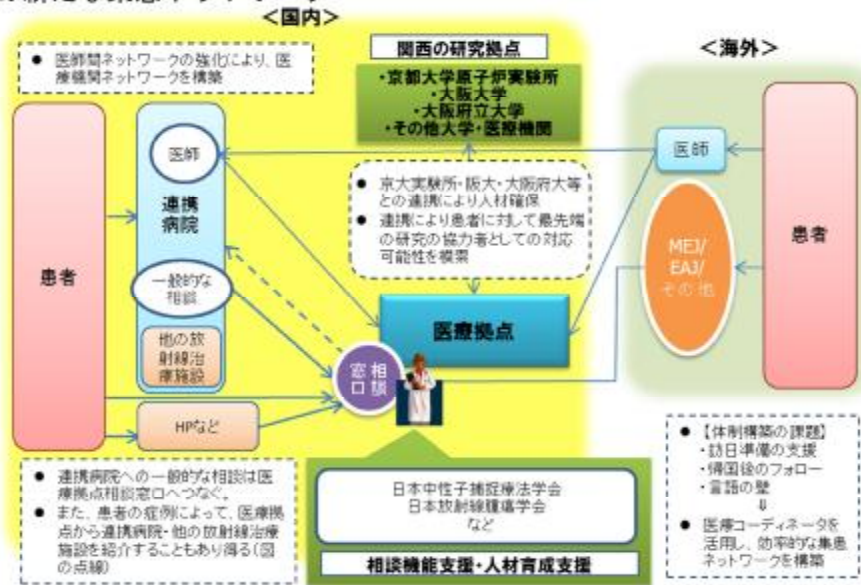 ＜国内＞
● 医師間ネットワークの強化により、医
療機関ネットワークを構築
関西の研究拠点
・京都大学原子炉実験所
・大阪大学
・大阪府立大学
・その他大学・医療機関
＜海外＞
患者
医師
連携
病院
一般的な
相談
他の放
射線治
療施設
HPなど
● 京大実験所・阪大・大阪府大等
との連携により人材確保
● 連携により患者に対して最先端
の研究の協力者としての対応
可能性を模索
医療拠点
相談
窓口
医師
MEJ/
EAJ/
その他
患者
● 連携病院への一般的な相談は医
療拠点相談窓口へつなぐ。
● また、患者の症例によって、医療拠
点から連携病院・他の放射線治療
施設を紹介することもあり得る（図
の点線）
日本中性子捕捉療法学会
日本放射線腫瘍学会
など
相談機能支援・人材育成支援
● 【体制構築の課題】
・訪日準備の支援
・帰国後のフォロー
・言語の壁
⇓
● 医療コーディネータを
活用し、効率的な集患
ネットワークを構築